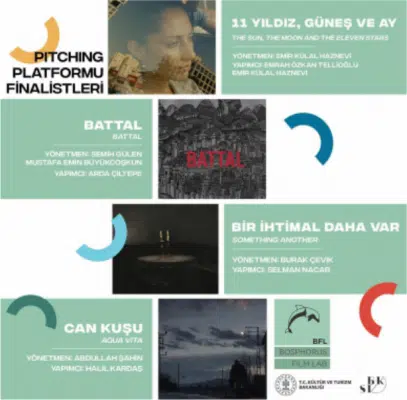 PITCHING
PLATFORMU
FİNALİSTLERİ
11 YILDIZ, GÜNEŞ VE AY
THE SUN, THE MOON AND THE ELEVEN STARS
YÖNETMEN: EMİR KÜLAL HAZNEVİ
YAPIMCI: EMRAH ÖZKAN TELLİOĞLU
EMİR KÜLAL HAZNEVİ
BATTAL
BATTAL
YÖNETMEN: SEMİH GÜLEN
MUSTAFA EMİN BÜYÜKCOŞKUN
YAPIMCI: ARDA ÇİLTEPE
BATTAL
BİR İHTİMAL DAHA VAR
SOMETHING ANOTHER
YÖNETMEN: BURAK ÇEVİK
YAPIMCI: SELMAN NACAR
CAN KUŞU
AQUA VITA
YÖNETMEN: ABDULLAH ŞAHİN
YAPIMCI: HALİL KARDAŞ
BFL
BOSPHORUS
FILM LAB
T.C. KÜLTÜR VE TURİZM
BAKANLIĞI